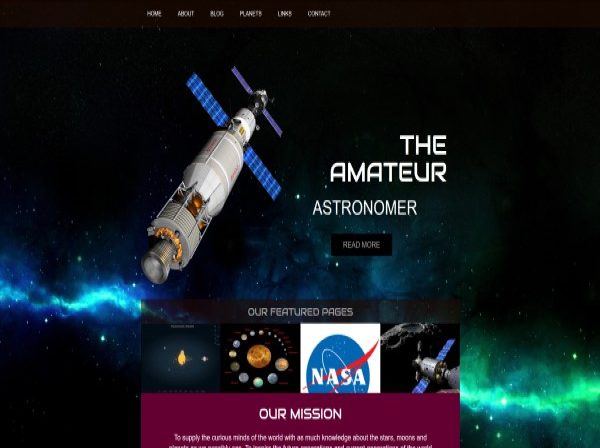 HOME ABOUT BLOG PLANETS LINKS CONTACT
THE
AMATEUR
ASTRONOMER
READ MORE
OUR FEATURED PAGES
NASA
OUR MISSION
To supply the curious minds of the world with as much knowledge about the stars, moons and
planets as we possibly can. To inspire the future generations and current generations of the world